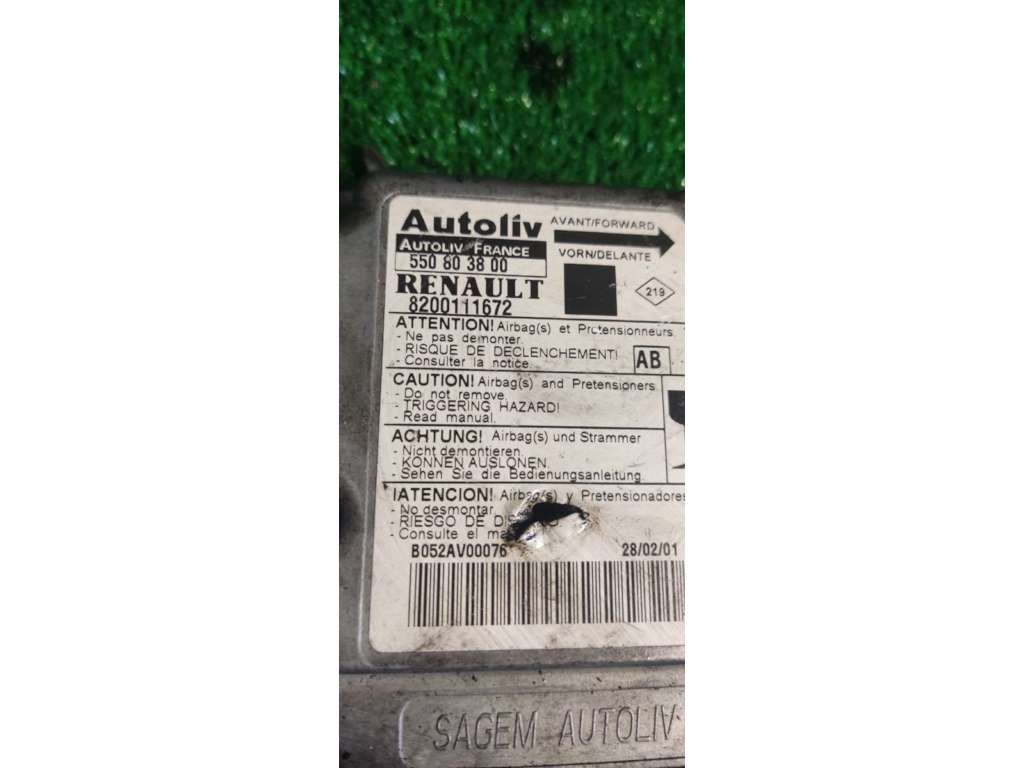 Autoliv
AVANT/FORWARD
AUTOLIV FRANCE
VORN/DELANTE
550 80 38 00
RENAULT
219
8200111672
ATTENTION! Airbag(s) et Protensionneurs
- Ne pas demonter.
- RISQUE DE DECLENCHEMENT!
AB
- Consulter la notice.
CAUTION! Airbag(s) and Pretensioners
- Do not remove.
- TRIGGERING HAZARD!
- Read manual.
ACHTUNG! Airbag(s) und Strammer
- Nicht demontieren.
- KONNEN AUSLONEN.
- Sehen Sie die Bedienungsanleitung.
!ATENCION! Airbag(s) y Pretensionadores
- No desmontar.
- RIESGO DE
- Consulte el
B052AV00076
28/02/01
SAGEM AUTOLIV